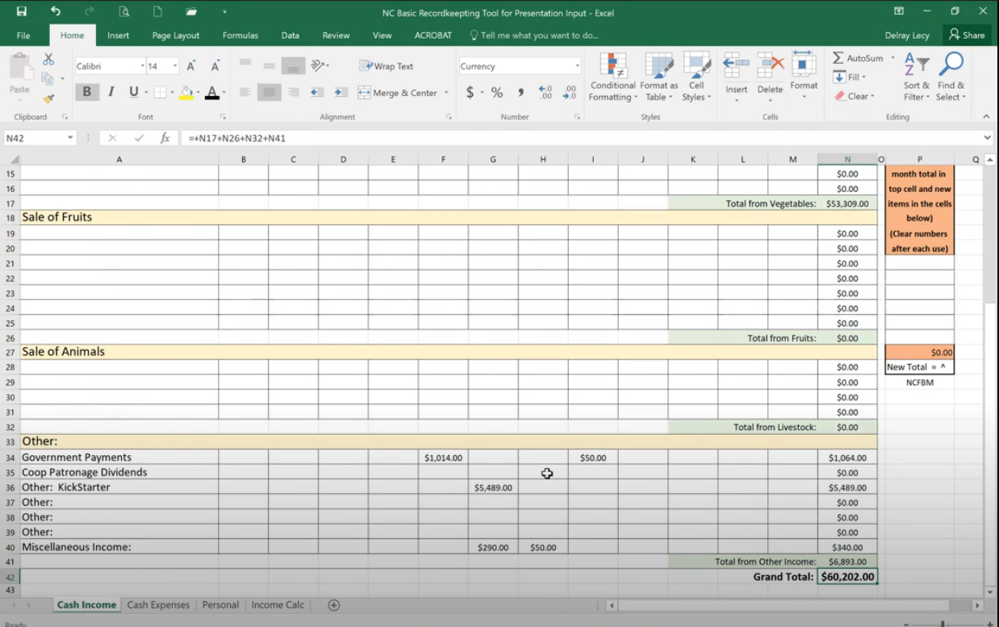 NC Basic Recordkeepting Tool for Presentation Input - Excel
File Home Insert Page Layout Formulas Data Review View ACROBAT Tell me what you want to do... Delray Lecy Share
Paste Calibri 14 A A Wrap Text Currency Conditional Formatting Format as Table Cell Styles Insert Delete Format AutoSum Fill Clear Sort & Filter Find & Select
B I U A Merge & Center $ % , .0 .00 .00 .0
Clipboard Font Alignment Number Styles Cells Editing
N42 fx =+N17+N26+N32+N41
A B C D E F G H I J K L M N O P Q
15 $0.00 month total in
16 $0.00 top cell and new
17 Total from Vegetables: $53,309.00 items in the cells
18 Sale of Fruits below)
19 $0.00 (Clear numbers
20 $0.00 after each use)
21 $0.00
22 $0.00
23 $0.00
24 $0.00
25 $0.00
26 Total from Fruits: $0.00
27 Sale of Animals $0.00
28 $0.00 New Total = ^
29 $0.00 NCFBM
30 $0.00
31 $0.00
32 Total from Livestock: $0.00
33 Other:
34 Government Payments $1,014.00 $50.00 $1,064.00
35 Coop Patronage Dividends $0.00
36 Other: KickStarter $5,489.00 $5,489.00
37 Other: $0.00
38 Other: $0.00
39 Other: $0.00
40 Miscellaneous Income: $290.00 $50.00 $340.00
41 Total from Other Income: $6,893.00
42 Grand Total: $60,202.00
43
Cash Income Cash Expenses Personal Income Calc
Ready